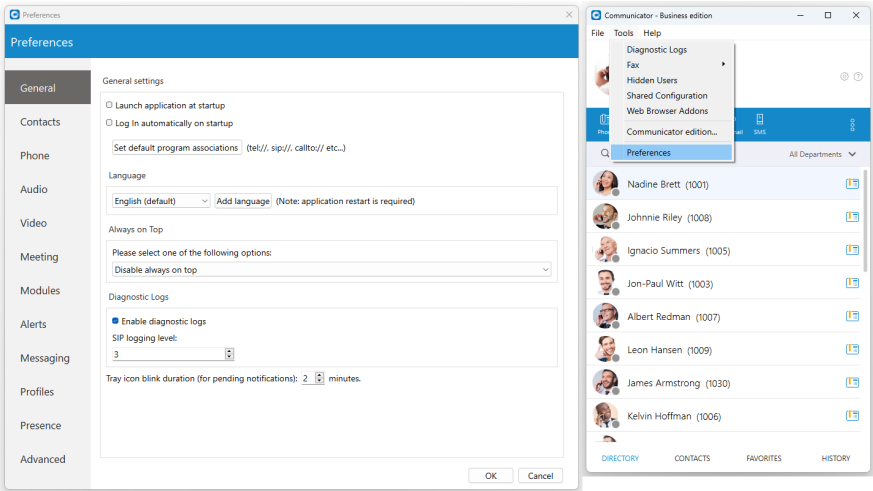 Preferences
Preferences
General
Contacts
Phone
Audio
Video
Meeting
Modules
Alerts
Messaging
Profiles
Presence
Advanced
General settings
Launch application at startup
Log In automatically on startup
Set default program associations (tel://, sip://, callto:// etc...)
Language
English (default) Add language (Note: application restart is required)
Always on Top
Please select one of the following options:
Disable always on top
Diagnostic Logs
Enable diagnostic logs
SIP logging level:
3
Tray icon blink duration (for pending notifications): 2 minutes.
OK Cancel
Communicator - Business edition
File Tools Help
Diagnostic Logs
Fax
Hidden Users
Shared Configuration
Web Browser Addons
Communicator edition...
Preferences
SMS
All Departments
Nadine Brett (1001)
Johnnie Riley (1008)
Ignacio Summers (1005)
Jon-Paul Witt (1003)
Albert Redman (1007)
Leon Hansen (1009)
James Armstrong (1030)
Kelvin Hoffman (1006)
DIRECTORY CONTACTS FAVORITES HISTORY